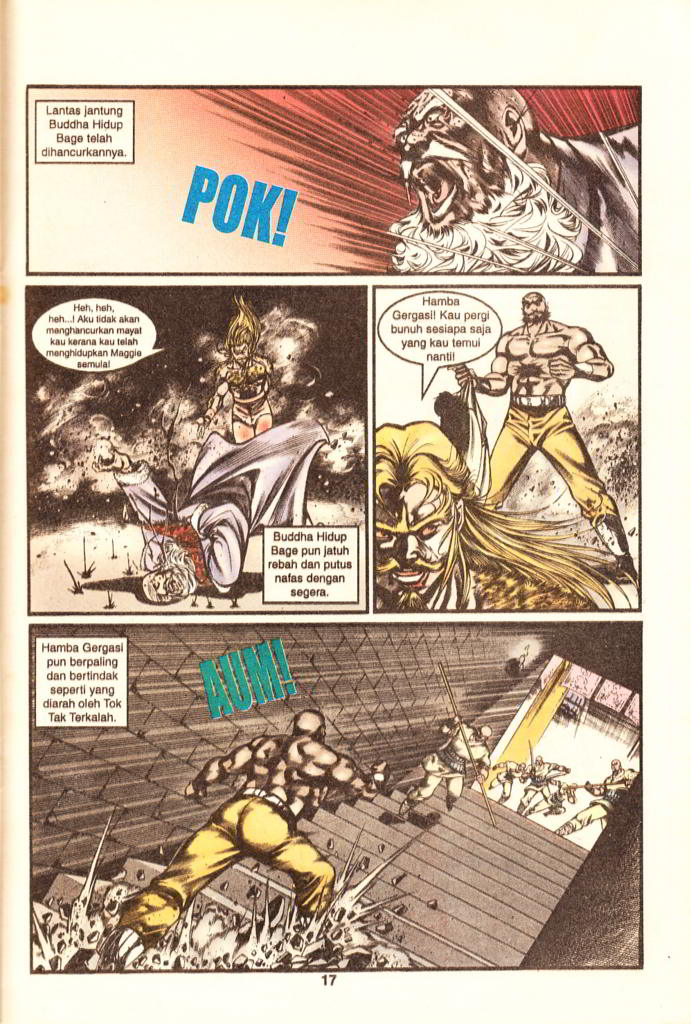 Lantas jantung
Buddha Hidup
Bage telah
dihancurkannya.
POK!
Heh, heh,
heh...! Aku tidak akan
menghancurkan mayat
kau kerana kau telah
menghidupkan Maggie
semula!
Buddha Hidup
Bage pun jatuh
rebah dan putus
nafas dengan
segera.
Hamba
Gergasi! Kau pergi
bunuh sesiapa saja
yang kau temui
nanti!
Hamba Gergasi
pun berpaling
dan bertindak
seperti yang
diarah oleh Tok
Tak Terkalah.
AUM!
17